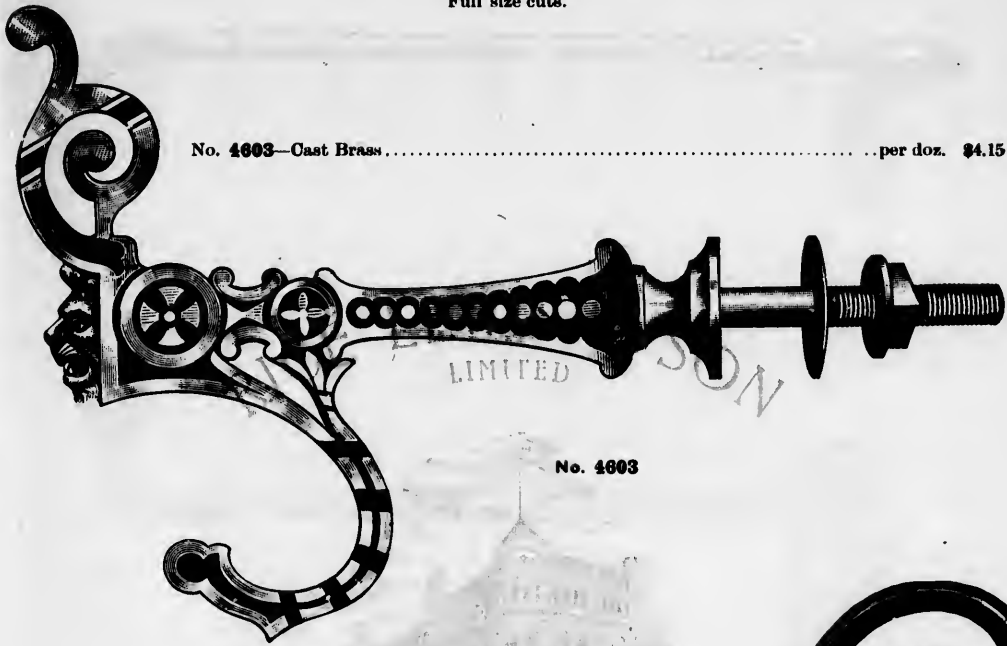 Full size cuts.
No. 4603—Cast Brass.......................................................................per doz. $4.15
LIMITED
No. 4603